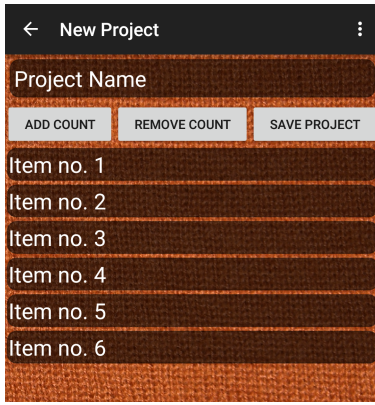 New Project
Project Name
ADD COUNT REMOVE COUNT SAVE PROJECT
Item no. 1
Item no. 2
Item no. 3
Item no. 4
Item no. 5
Item no. 6